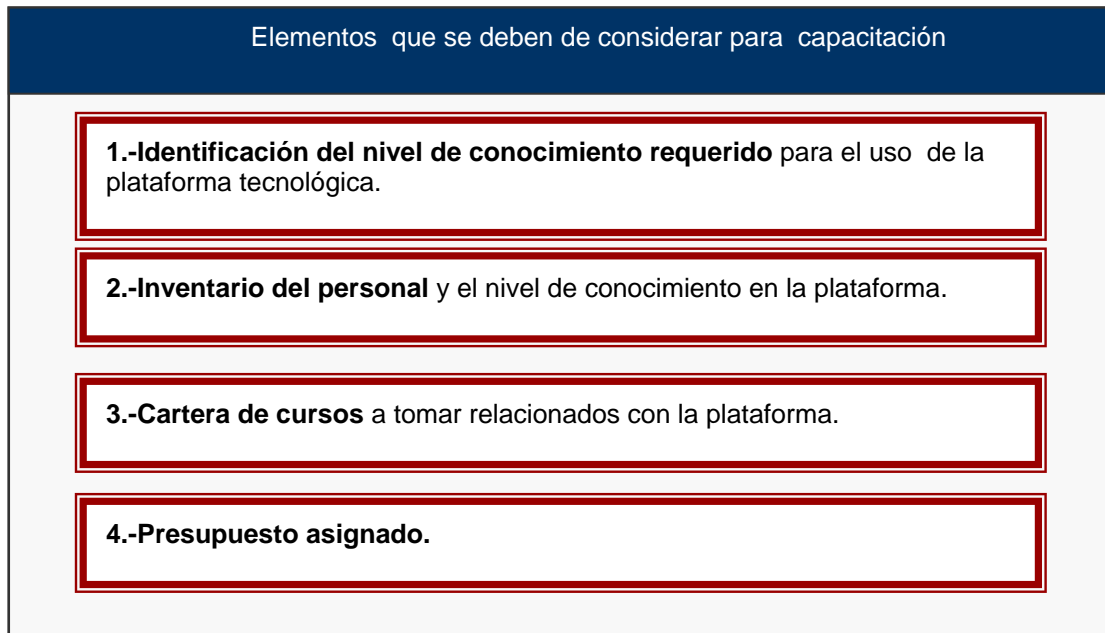 Elementos que se deben de considerar para capacitación
1.-Identificación del nivel de conocimiento requerido para el uso de la
plataforma tecnológica.
2.-Inventario del personal y el nivel de conocimiento en la plataforma.
3.-Cartera de cursos a tomar relacionados con la plataforma.
4.-Presupuesto asignado.